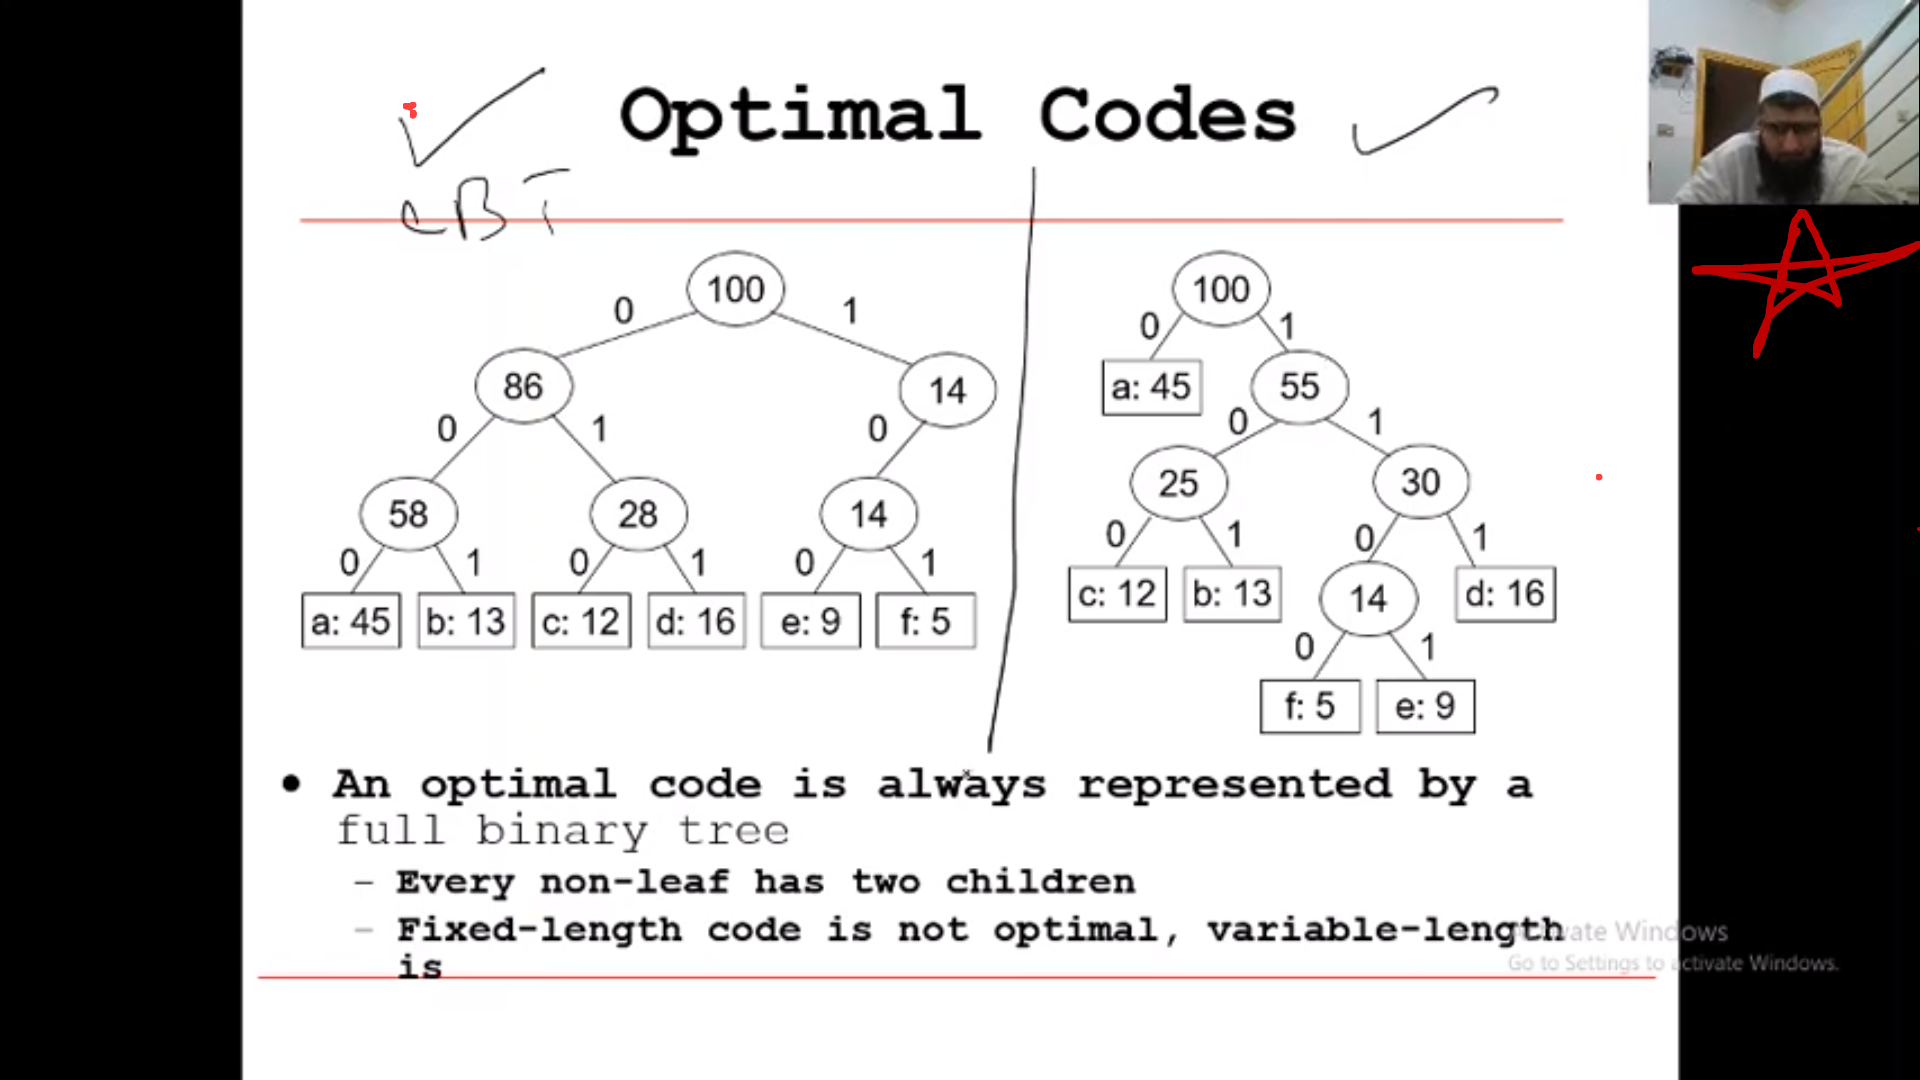 Optimal Codes
CBT
100
0 1
86 14
0 1 0
58 28 14
0 1 0 1 0 1
a: 45 b: 13 c: 12 d: 16 e: 9 f: 5
100
0 1
a: 45 55
0 1
25 30
0 1 0 1
c: 12 b: 13 14 d: 16
0 1
f: 5 e: 9
• An optimal code is always represented by a
full binary tree
– Every non-leaf has two children
– Fixed-length code is not optimal, variable-length
is
Activate Windows
Go to Settings to activate Windows.